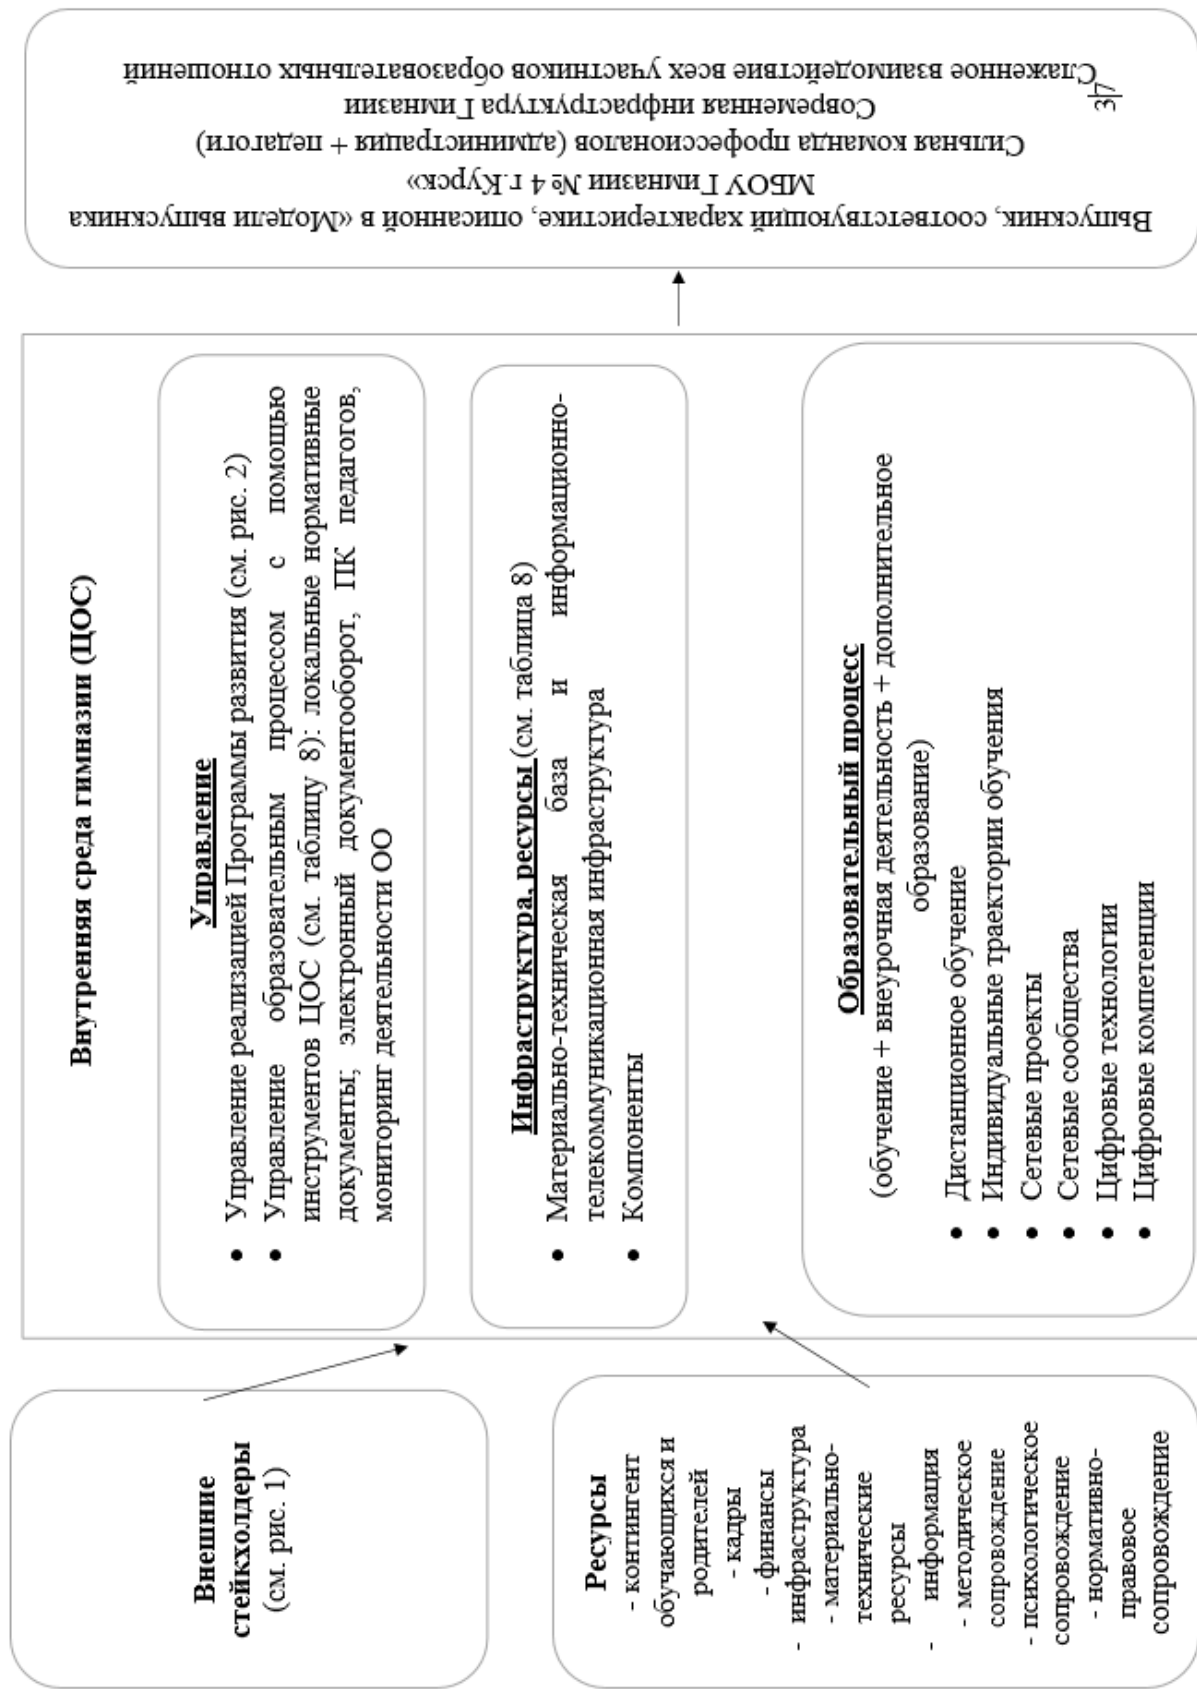 Внешние
стейкхолдеры
(см. рис. 1)
Ресурсы
- контингент
обучающихся и
родителей
- кадры
- финансы
- инфраструктура
- материально-
технические
ресурсы
- информация
- методическое
сопровождение
- психологическое
сопровождение
- нормативно-
правовое
сопровождение
Внутренняя среда гимназии (ЦОС)
Управление
• Управление реализацией Программы развития (см. рис. 2)
• Управление образовательным процессом с помощью
инструментов ЦОС (см. таблицу 8): локальные нормативные
документы; электронный документооборот, ПК педагогов,
мониторинг деятельности ОО
Инфраструктура, ресурсы (см. таблица 8)
• Материально-техническая база и информационно-
телекоммуникационная инфраструктура
• Компоненты
Образовательный процесс
(обучение + внеурочная деятельность + дополнительное
образование)
• Дистанционное обучение
• Индивидуальные траектории обучения
• Сетевые проекты
• Сетевые сообщества
• Цифровые технологии
• Цифровые компетенции
Выпускник, соответствующий характеристике, описанной в «Модели выпускника
МБОУ Гимназии № 4 г.Курск»
Сильная команда профессионалов (администрация + педагоги)
Современная инфраструктура Гимназии
Слаженное взаимодействие всех участников образовательных отношений
37